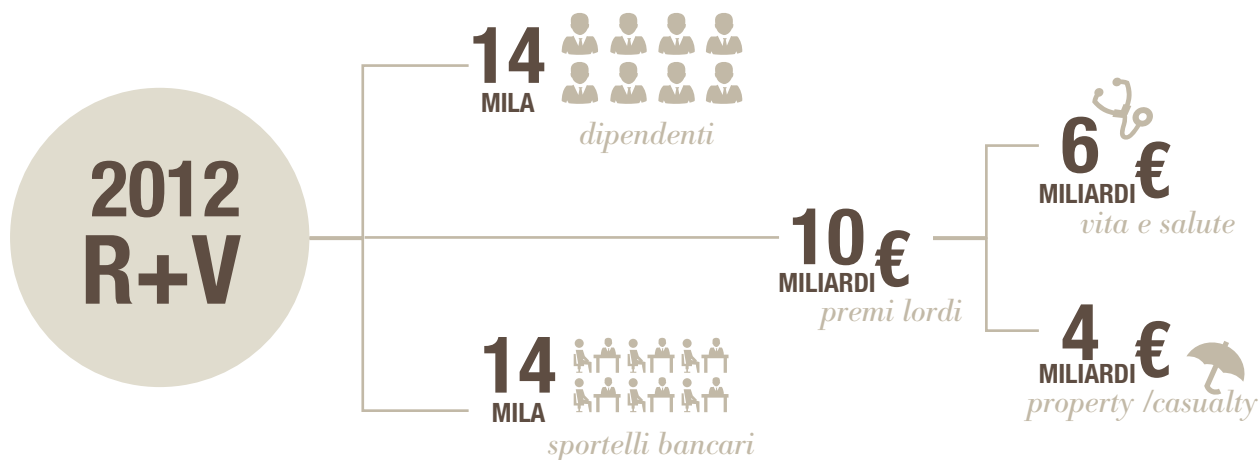 2012
R+V
14
MILA
dipendenti
10
MILIARDI €
premi lordi
14
MILA
sportelli bancari
6
MILIARDI €
vita e salute
4
MILIARDI €
property /casualty